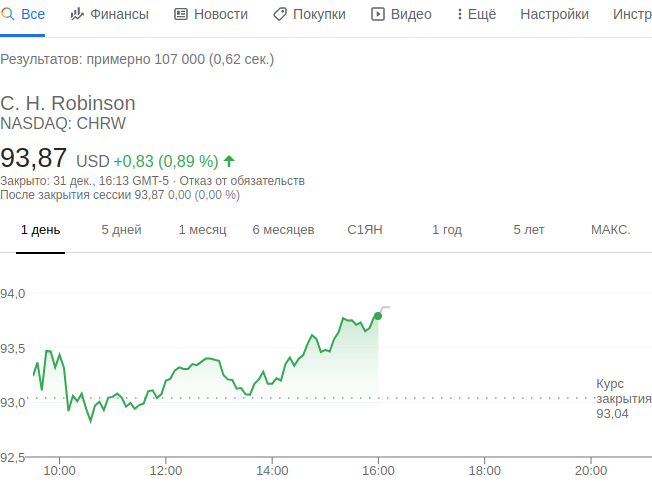 Все Финансы Новости Покупки Видео Ещё Настройки Инстр
Результатов: примерно 107 000 (0,62 сек.)
C. H. Robinson
NASDAQ: CHRW
93,87 USD +0,83 (0,89 %)
Закрыто: 31 дек., 16:13 GMT-5 · Отказ от обязательств
После закрытия сессии 93,87 0,00 (0,00 %)
1 день 5 дней 1 месяц 6 месяцев С1ЯН 1 год 5 лет МАКС.
94,0
93,5
Курс
93,0 закрытия
93,04
92,5
10:00 12:00 14:00 16:00 18:00 20:00